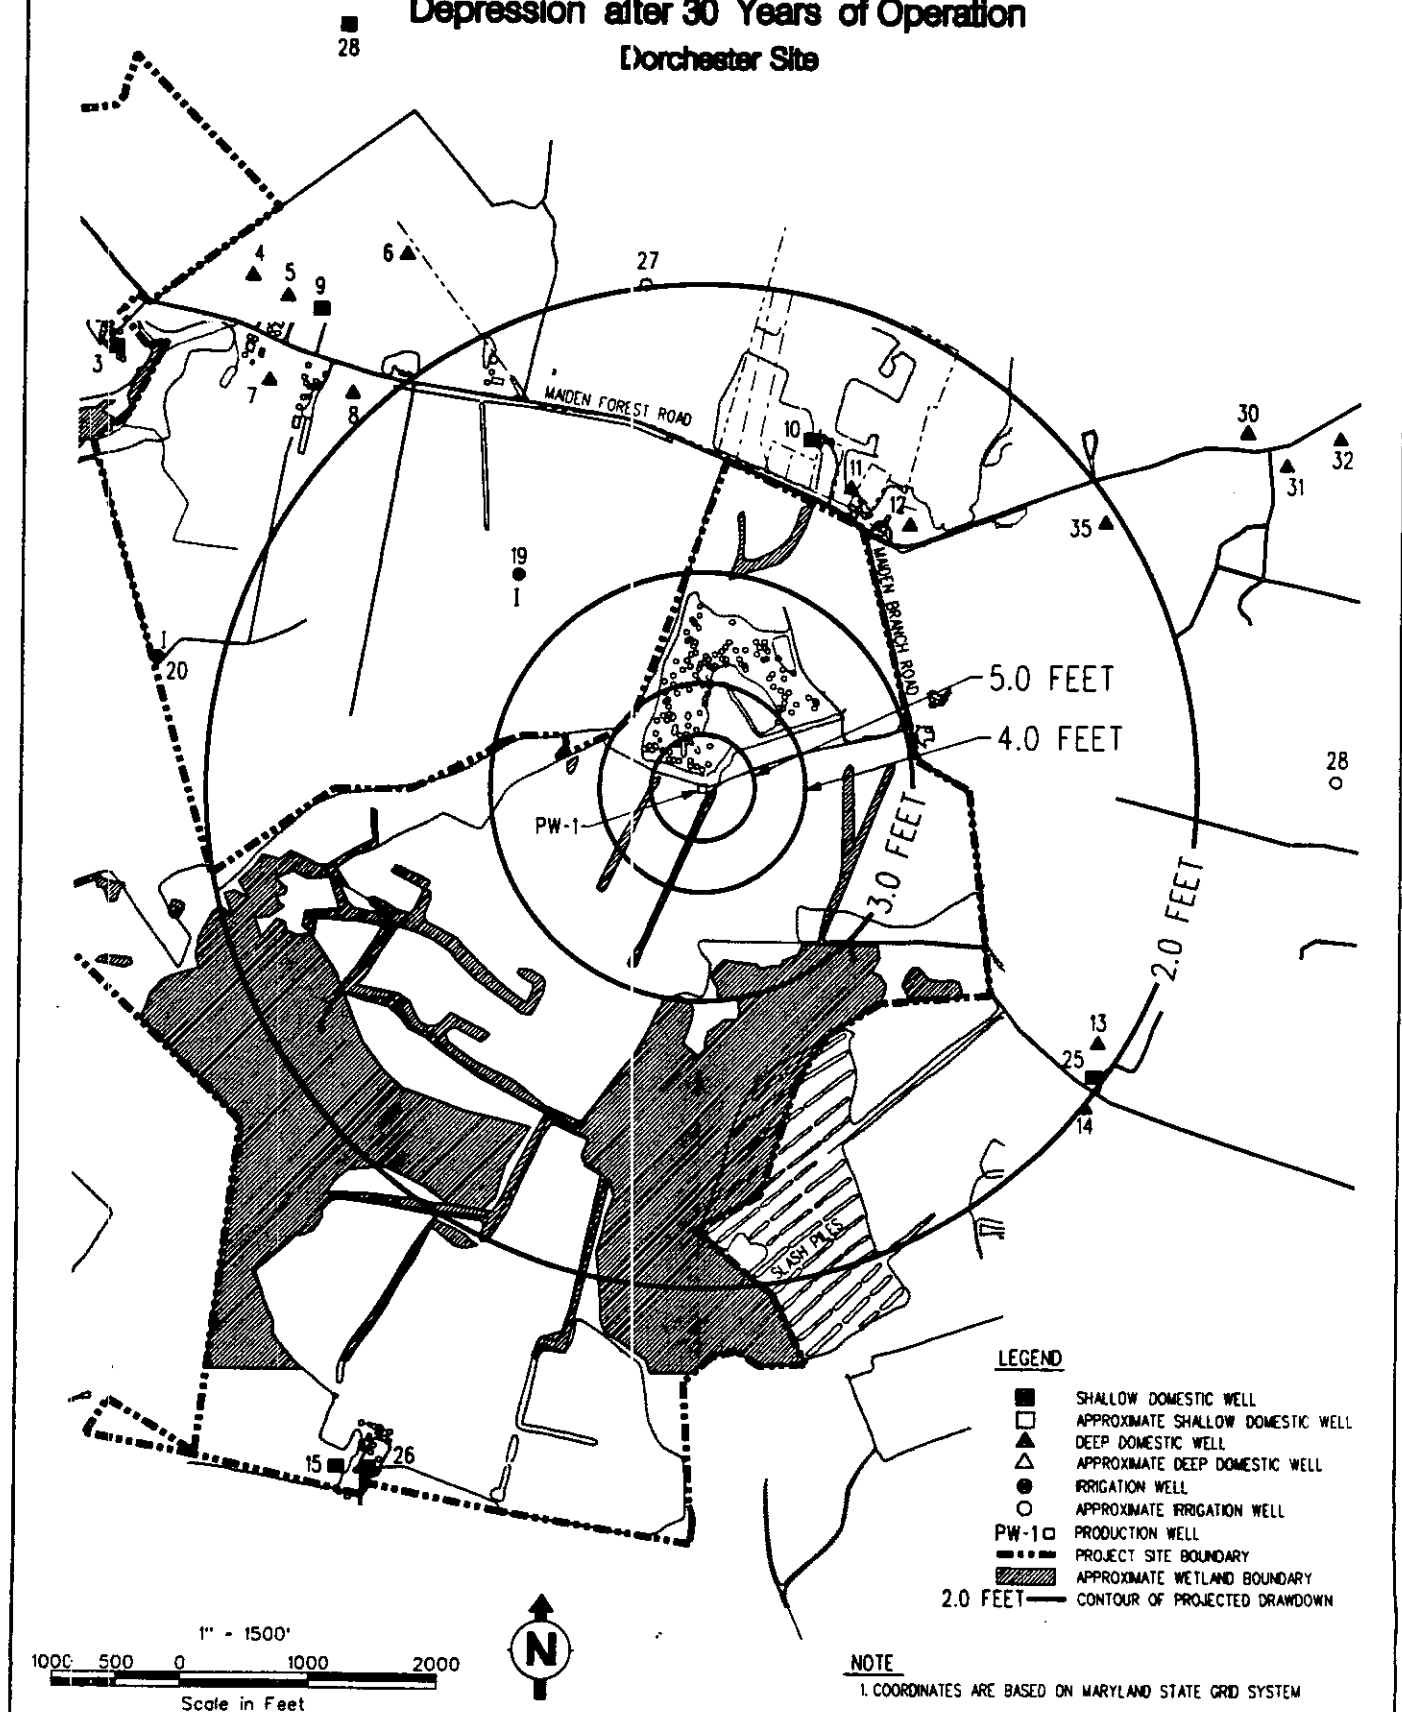 Depression after 30 Years of Operation
Dorchester Site
28
4
5
9
6
27
3
7
8
MAIDEN FOREST ROAD
10
11
12
30
32
31
35
19
I
I
20
MAIDEN BRANCH ROAD
5.0 FEET
4.0 FEET
28
PW-1
3.0 FEET
2.0 FEET
13
25
14
SLASH PILES
15
26
LEGEND
SHALLOW DOMESTIC WELL
APPROXIMATE SHALLOW DOMESTIC WELL
DEEP DOMESTIC WELL
APPROXIMATE DEEP DOMESTIC WELL
IRRIGATION WELL
APPROXIMATE IRRIGATION WELL
PW-1 PRODUCTION WELL
PROJECT SITE BOUNDARY
APPROXIMATE WETLAND BOUNDARY
2.0 FEET CONTOUR OF PROJECTED DRAWDOWN
N
1" - 1500'
1000 500 0 1000 2000
Scale in Feet
NOTE
1. COORDINATES ARE BASED ON MARYLAND STATE GRID SYSTEM